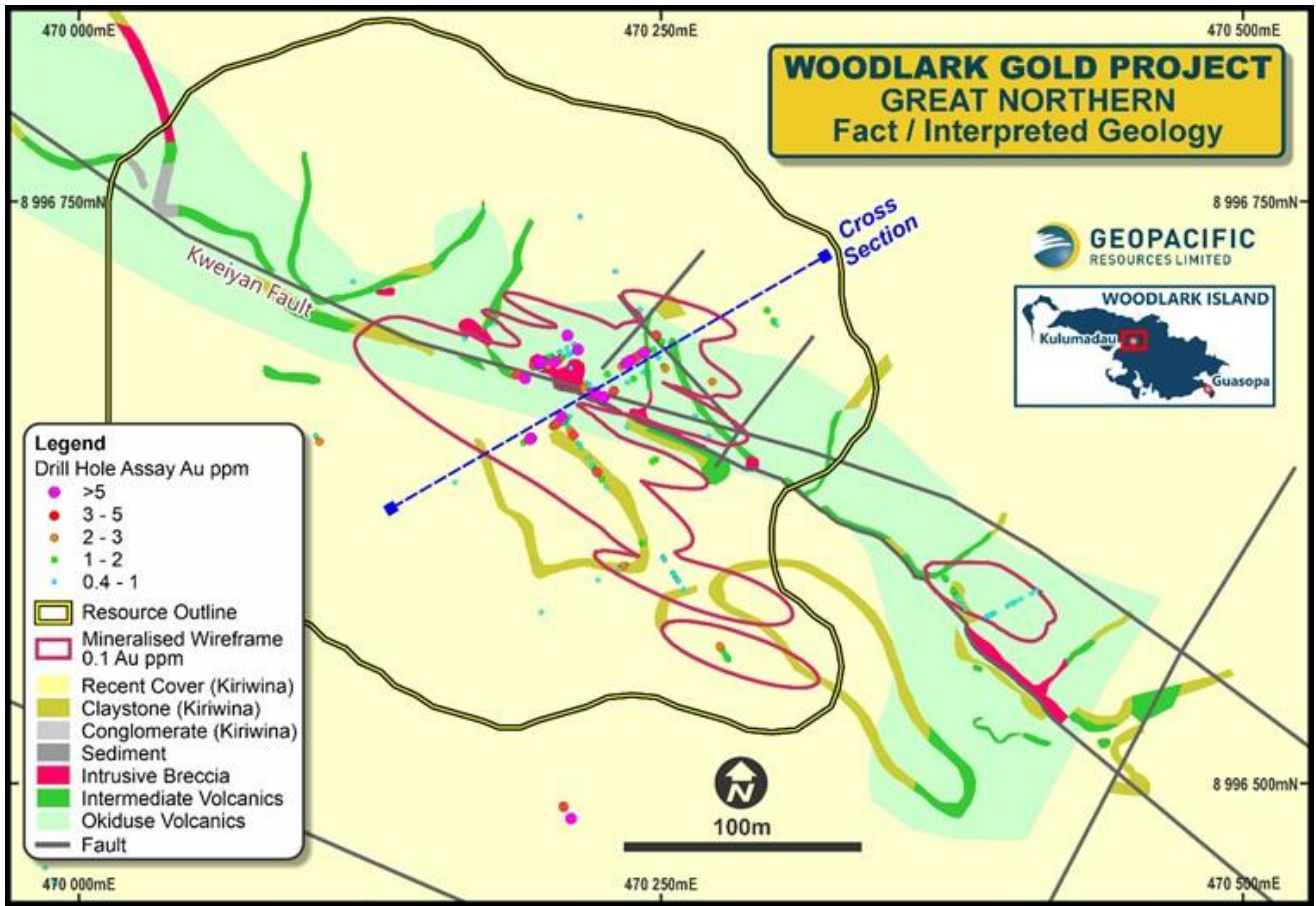 470 000mE
470 250mE
470 500mE
WOODLARK GOLD PROJECT
GREAT NORTHERN
Fact / Interpreted Geology
8 996 750mN
8 996 750mN
Cross
Section
GEOPACIFIC
RESOURCES LIMITED
Kweiyan Fault
WOODLARK ISLAND
Kulumadau
Guasopa
Legend
Drill Hole Assay Au ppm
>5
3 - 5
2 - 3
1 - 2
0.4 - 1
Resource Outline
Mineralised Wireframe
0.1 Au ppm
Recent Cover (Kiriwina)
Claystone (Kiriwina)
Conglomerate (Kiriwina)
Sediment
Intrusive Breccia
Intermediate Volcanics
Okiduse Volcanics
Fault
N
100m
8 996 500mN
470 000mE
470 250mE
470 500mE